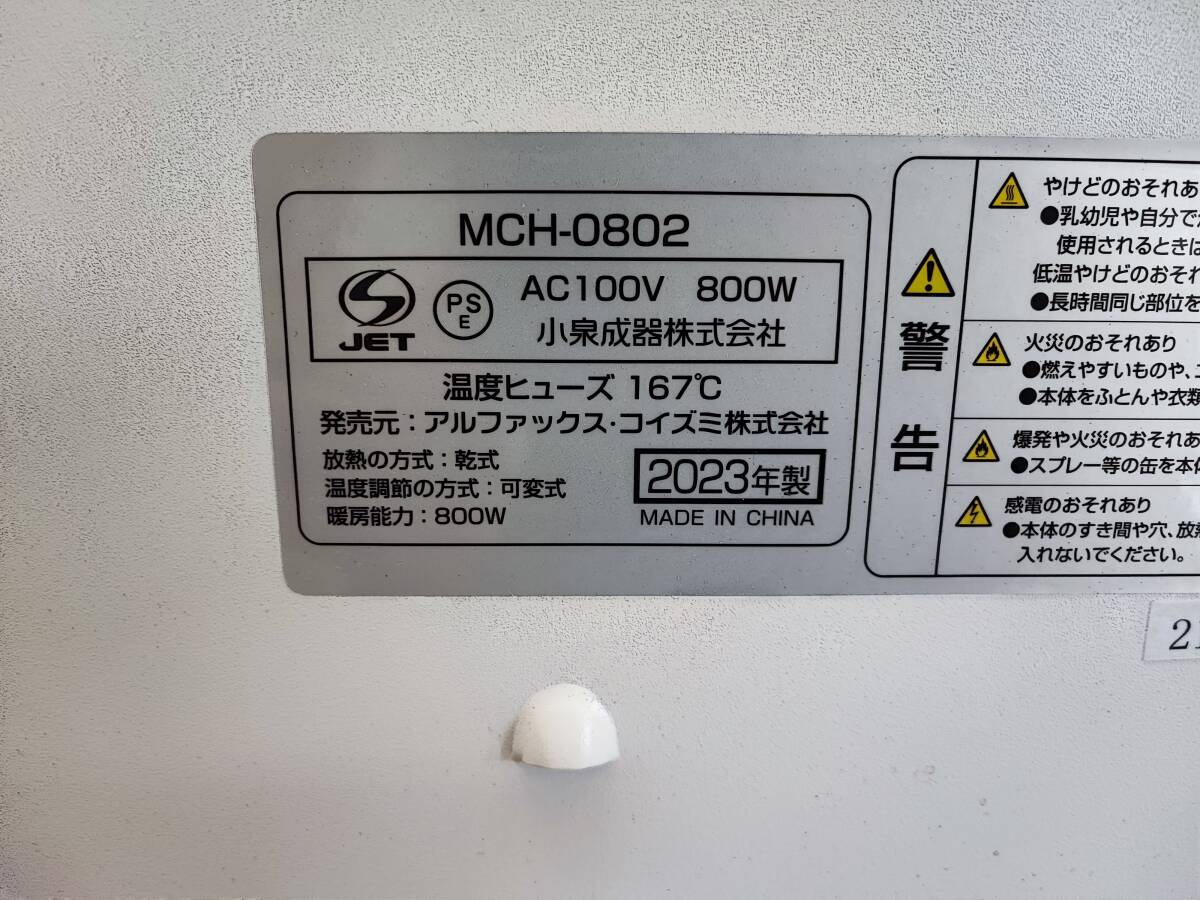 MCH-0802
JET
PS
E
AC100V 800W
小泉成器株式会社
温度ヒューズ 167℃
発売元:アルファックス・コイズミ株式会社
放熱の方式:乾式
温度調節の方式:可変式
暖房能力:800W
2023年製
MADE IN CHINA
警告
やけどのおそれあ
●乳幼児や自分で
使用されるときは
低温やけどのおそれ
●長時間同じ部位を
火災のおそれあり
●燃えやすいものや、
●本体をふとんや衣類
爆発や火災のおそれあ
●スプレー等の缶を本体
感電のおそれあり
●本体のすき間や穴、放熱
入れないでください。
21